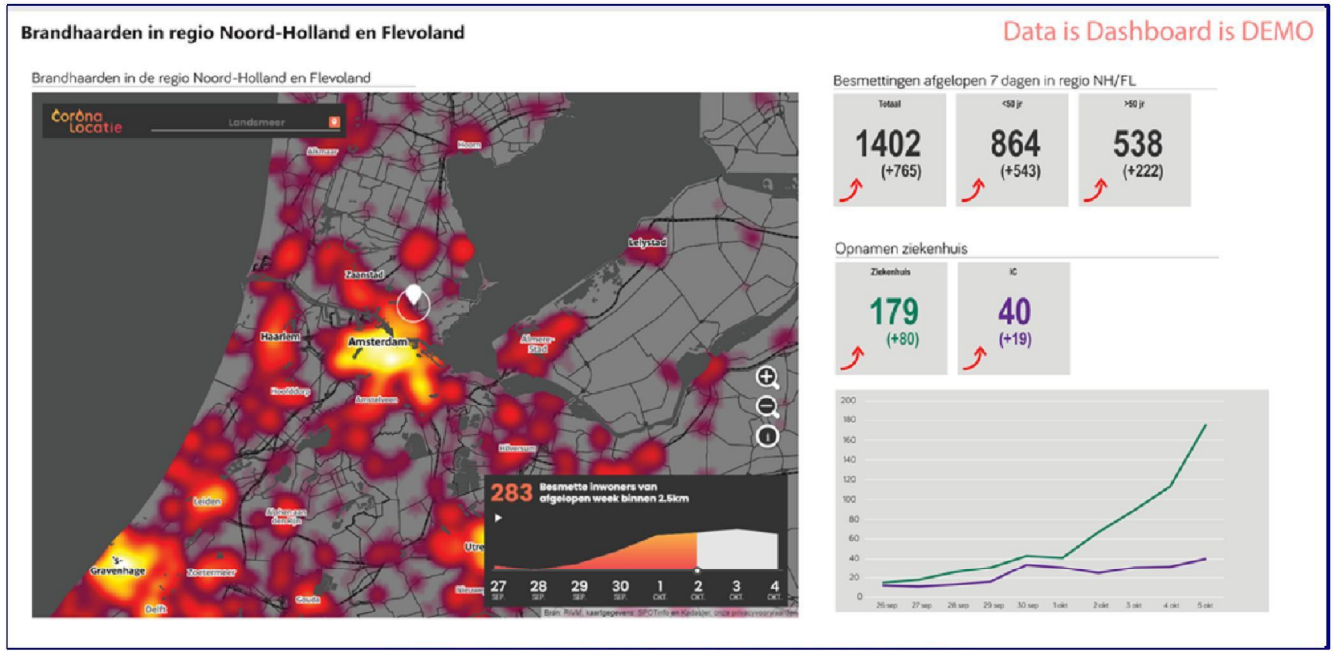 Brandhaarden in regio Noord-Holland en Flevoland
Data is Dashboard is DEMO
Brandhaarden in de regio Noord-Holland en Flevoland
Corona
Locatie
Landsmeer
Alkmaar
Hoorn
Lelystad
Zaanstad
Haarlem
Amsterdam
Almere-
Stad
Hoofddorp
Amstelveen
Hilversum
Leiden
Alphen aan
den Rijn
Utre
's-
Gravenhage
Zoetermeer
Delft
Gouda
Nieuweg
283 Besmette inwoners van
afgelopen week binnen 2.5km
27 28 29 30 1 2 3 4
SEP. SEP. SEP. SEP. OKT. OKT. OKT. OKT.
Bron: RIVM, kaartgegevens: SPOTinfo en Kadaster, onze privacyvoorwaarden
Besmettingen afgelopen 7 dagen in regio NH/FL
Totaal <50 jr >50 jr
1402 864 538
(+765) (+543) (+222)
Opnamen ziekenhuis
Ziekenhuis IC
179 40
(+80) (+19)
200
180
160
140
120
100
80
60
40
20
0
26 sep 27 sep 28 sep 29 sep 30 sep 1 okt 2 okt 3 okt 4 okt 5 okt